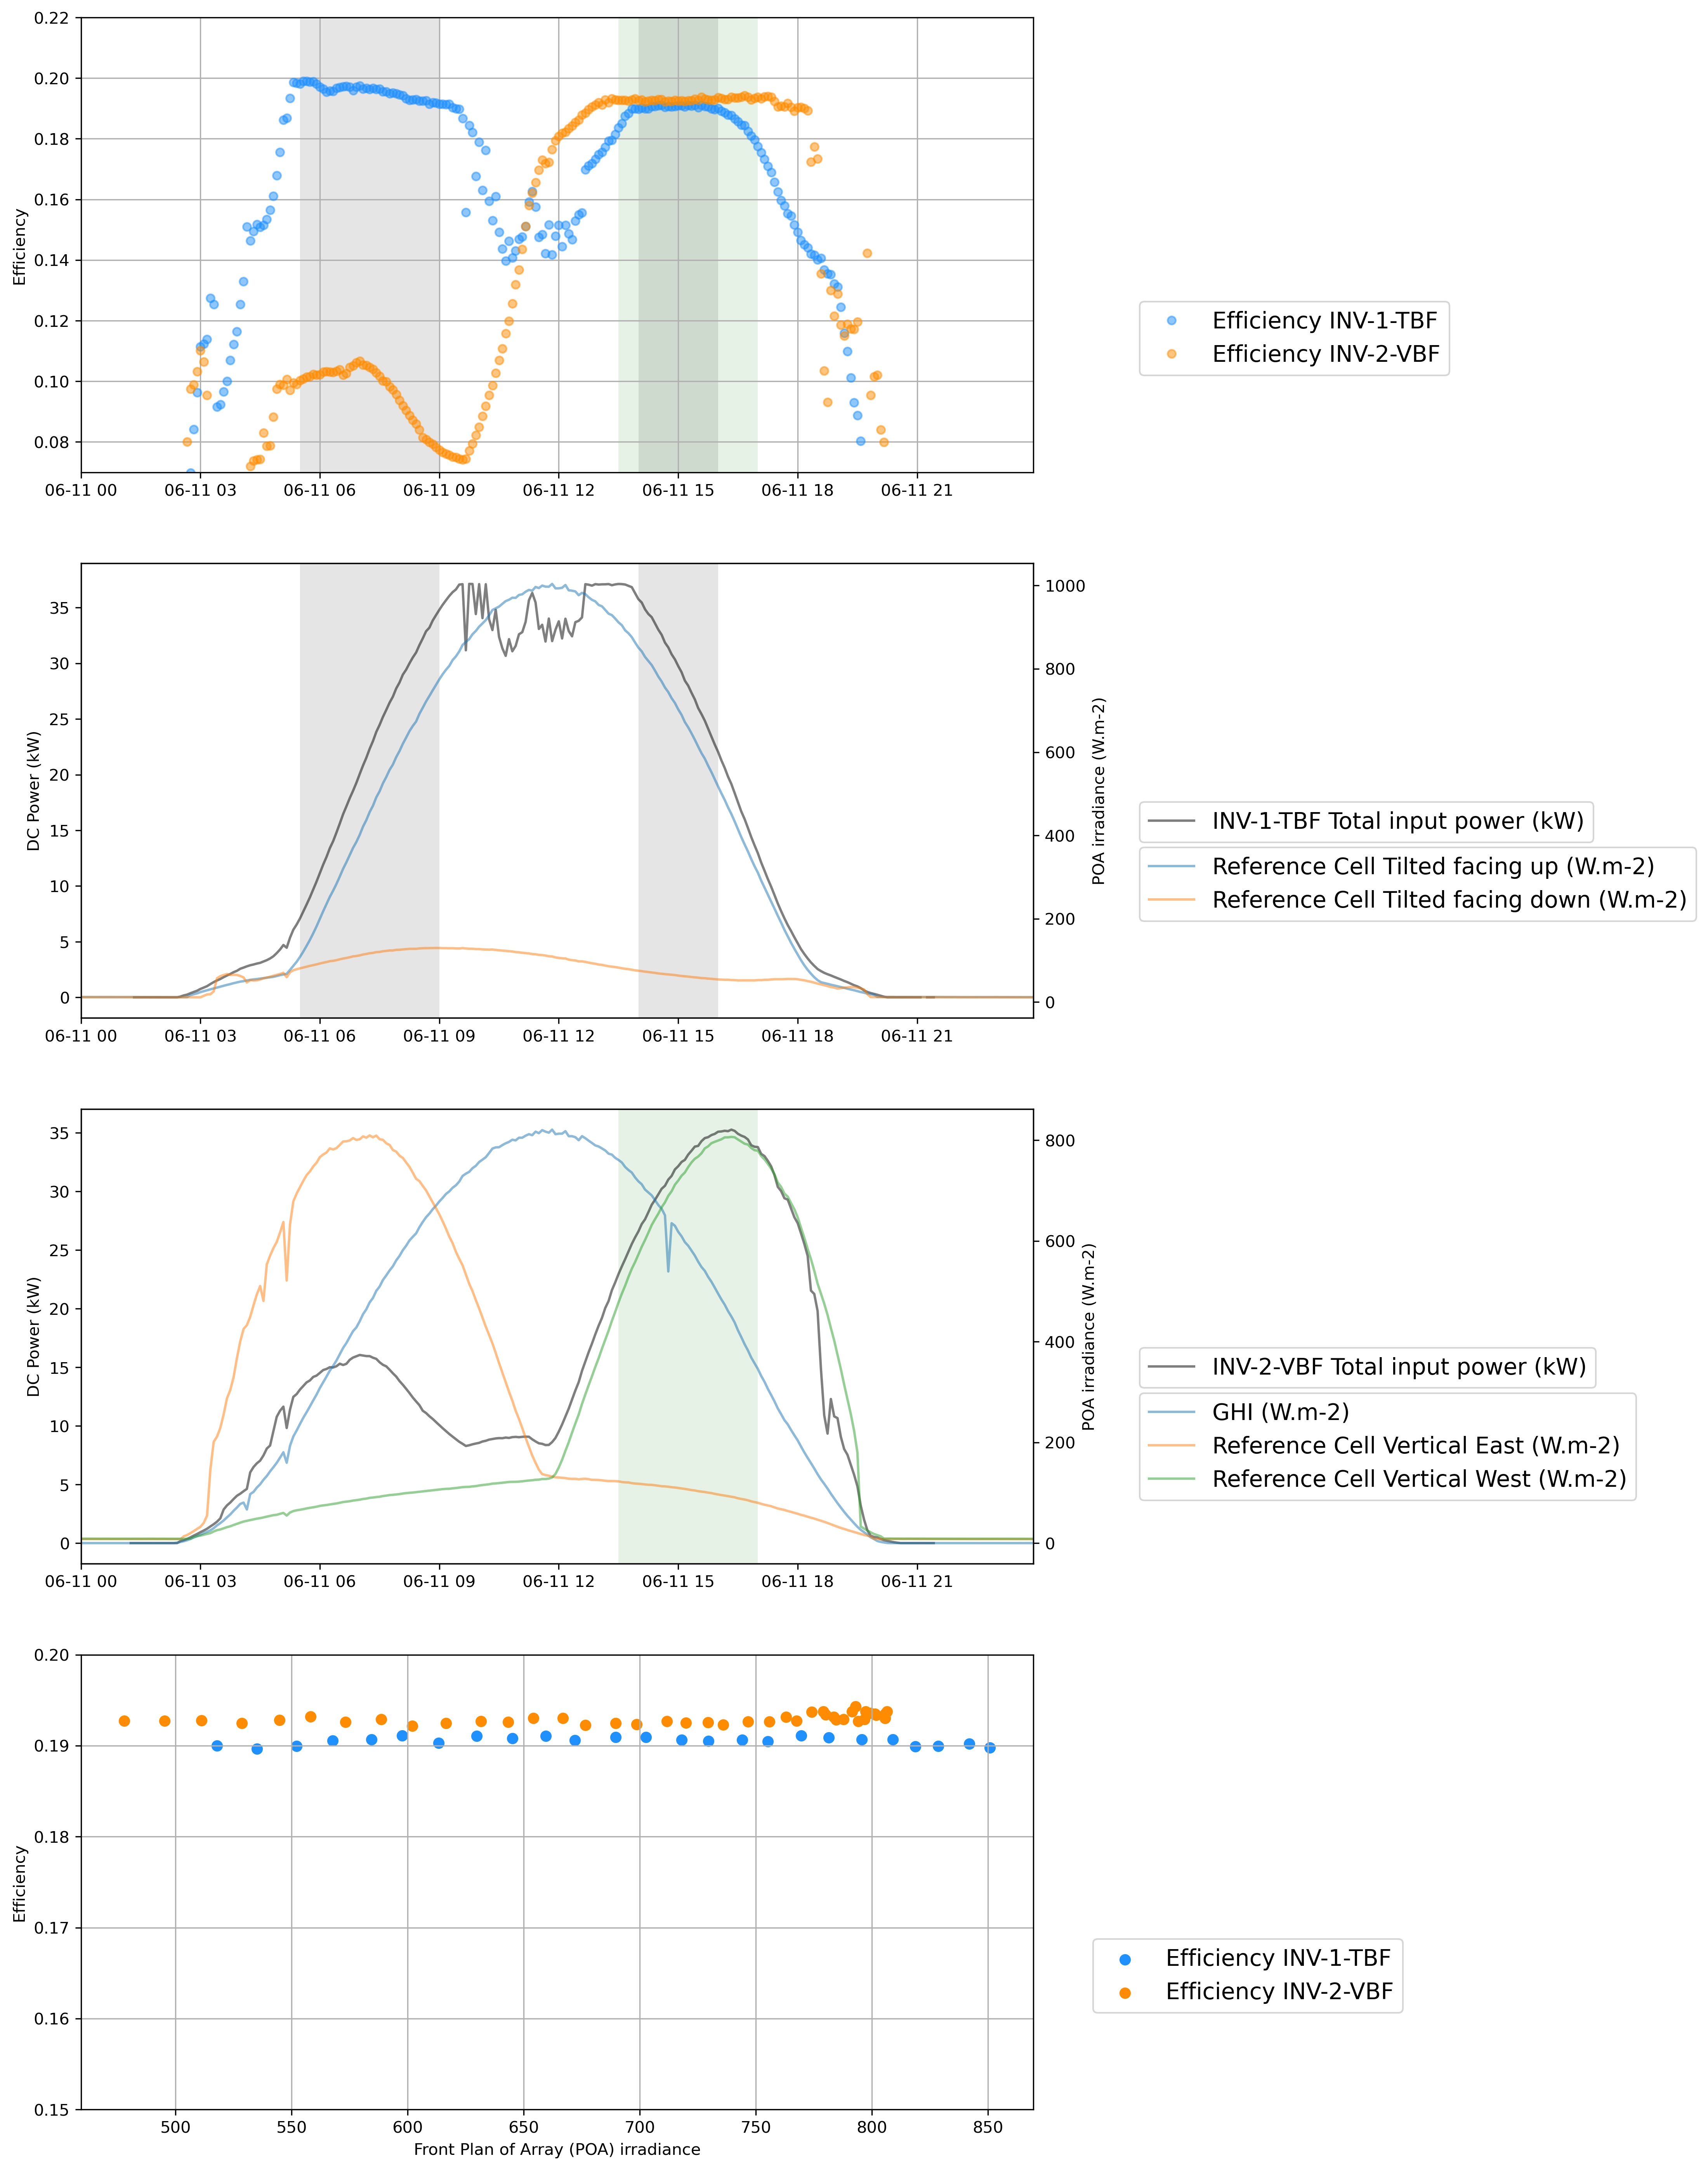 0.22
0.20
0.18
0.16
0.14
0.12
0.10
0.08
Efficiency
06-11 00 06-11 03 06-11 06 06-11 09 06-11 12 06-11 15 06-11 18 06-11 21
Efficiency INV-1-TBF
Efficiency INV-2-VBF
35
30
25
20
15
10
5
0
DC Power (kW)
1000
800
600
400
200
0
POA irradiance (W.m-2)
06-11 00 06-11 03 06-11 06 06-11 09 06-11 12 06-11 15 06-11 18 06-11 21
INV-1-TBF Total input power (kW)
Reference Cell Tilted facing up (W.m-2)
Reference Cell Tilted facing down (W.m-2)
35
30
25
20
15
10
5
0
DC Power (kW)
800
600
400
200
0
POA irradiance (W.m-2)
06-11 00 06-11 03 06-11 06 06-11 09 06-11 12 06-11 15 06-11 18 06-11 21
INV-2-VBF Total input power (kW)
GHI (W.m-2)
Reference Cell Vertical East (W.m-2)
Reference Cell Vertical West (W.m-2)
0.20
0.19
0.18
0.17
0.16
0.15
Efficiency
500 550 600 650 700 750 800 850
Front Plan of Array (POA) irradiance
Efficiency INV-1-TBF
Efficiency INV-2-VBF